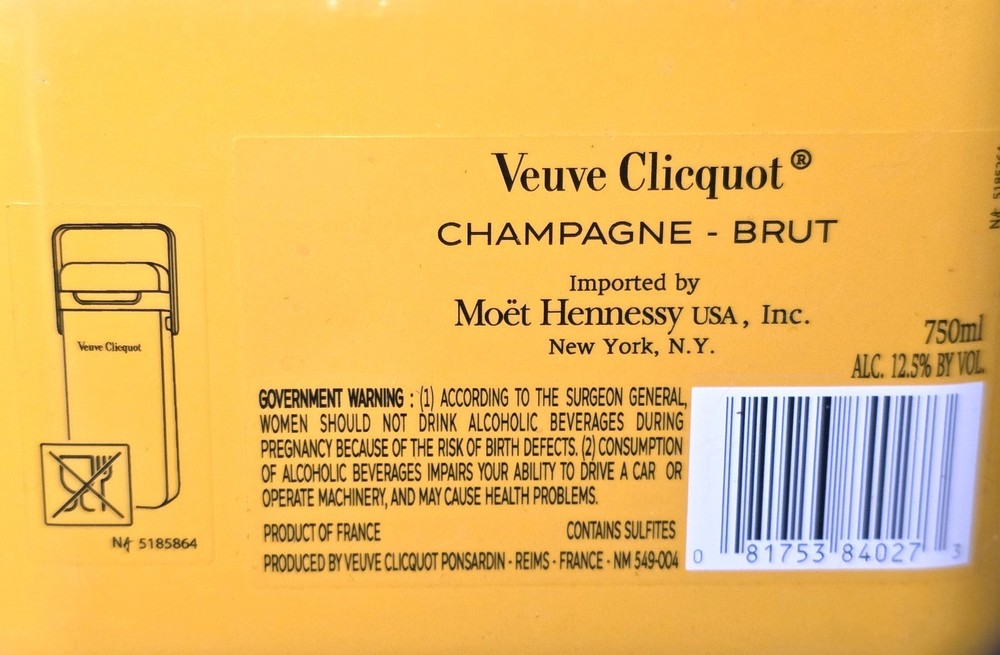 Veuve Clicquot®
CHAMPAGNE - BRUT
Imported by
Moët Hennessy USA, Inc.
New York, N.Y.
750ml
ALC. 12.5% BY VOL.
Veuve Clicquot
5185864
GOVERNMENT WARNING : (1) ACCORDING TO THE SURGEON GENERAL,
WOMEN SHOULD NOT DRINK ALCOHOLIC BEVERAGES DURING
PREGNANCY BECAUSE OF THE RISK OF BIRTH DEFECTS. (2) CONSUMPTION
OF ALCOHOLIC BEVERAGES IMPAIRS YOUR ABILITY TO DRIVE A CAR OR
OPERATE MACHINERY, AND MAY CAUSE HEALTH PROBLEMS.
PRODUCT OF FRANCE CONTAINS SULFITES
PRODUCED BY VEUVE CLICQUOT PONSARDIN - REIMS - FRANCE - NM 549-004
0 81753 84027 3